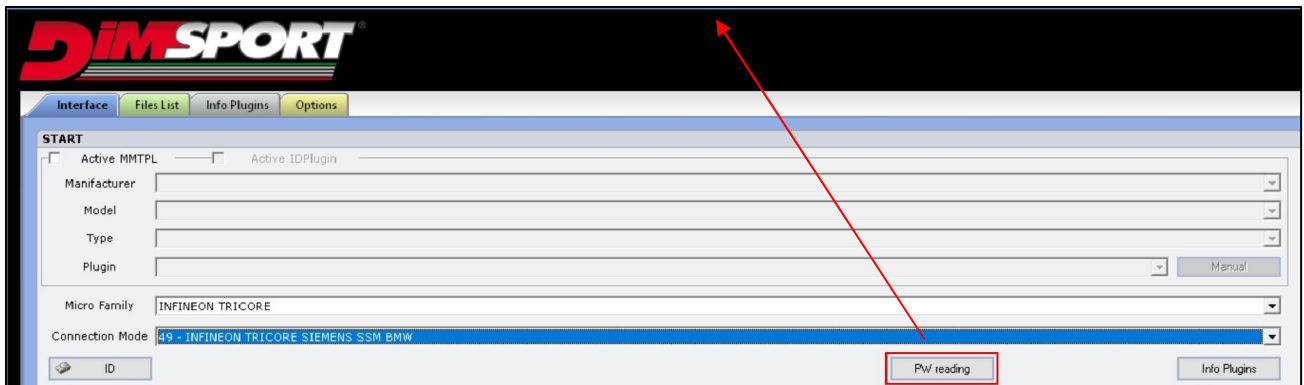 DiMSPORT®
Interface Files List Info Plugins Options
START
Active MMTPL Active IDPlugin
Manifacturer
Model
Type
Plugin Manual
Micro Family INFINEON TRICORE
Connection Mode 49 - INFINEON TRICORE SIEMENS SSM BMW
ID PW reading Info Plugins